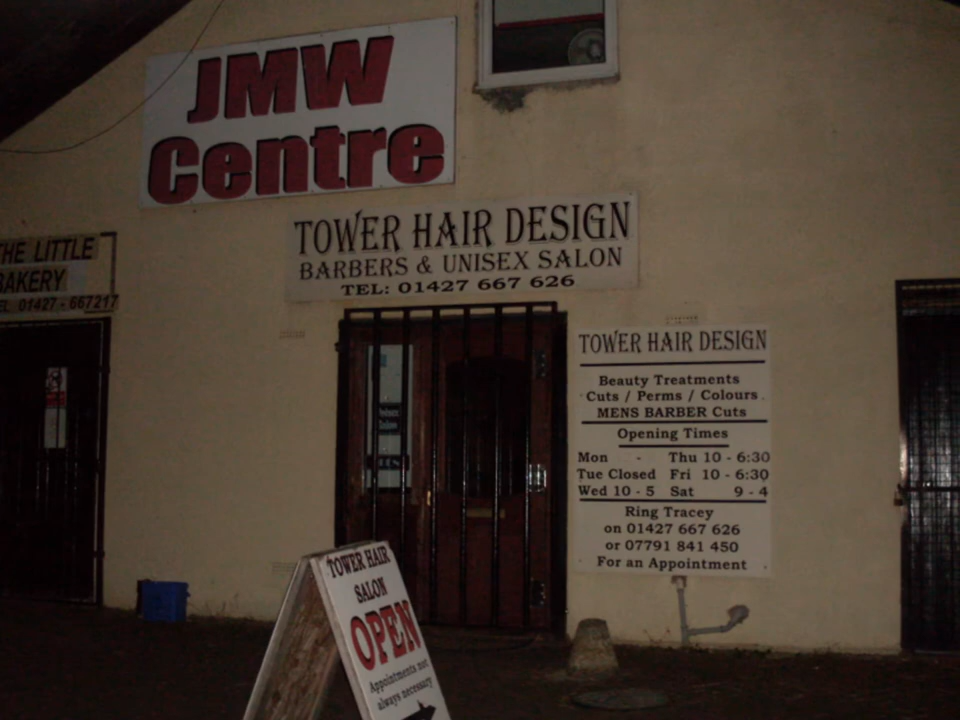 JMW
Centre
TOWER HAIR DESIGN
BARBERS & UNISEX SALON
TEL: 01427 667 626
THE LITTLE
BAKERY
TEL 01427 - 667217
TOWER HAIR DESIGN
Beauty Treatments
Cuts / Perms / Colours
MENS BARBER Cuts
Opening Times
Mon - Thu 10 - 6:30
Tue Closed Fri 10 - 6:30
Wed 10 - 5 Sat 9 - 4
Ring Tracey
on 01427 667 626
or 07791 841 450
For an Appointment
TOWER HAIR
SALON
OPEN
Appointments not
always necessary